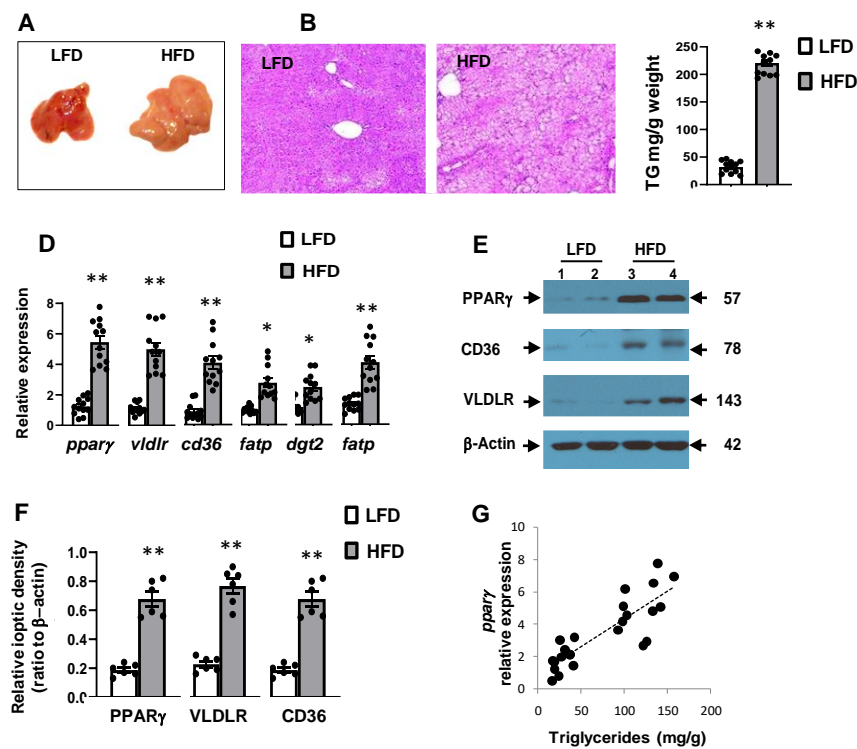 A
LFD
HFD
B
LFD
HFD
**
LFD
HFD
TG mg/g weight
250
200
150
100
50
0
D
LFD
HFD
Relative expression
8
6
4
2
0
**
**
**
*
*
**
pparγ
vldlr
cd36
fatp
dgt2
fatp
E
LFD
HFD
1
2
3
4
PPARγ
57
CD36
78
VLDLR
143
β-Actin
42
F
LFD
HFD
Relative ioptic density
(ratio to β−actin)
1.0
0.8
0.6
0.4
0.2
0.0
**
**
**
PPARγ
VLDLR
CD36
G
pparγ
relative expression
10
8
6
4
2
0
0
50
100
150
200
Triglycerides (mg/g)